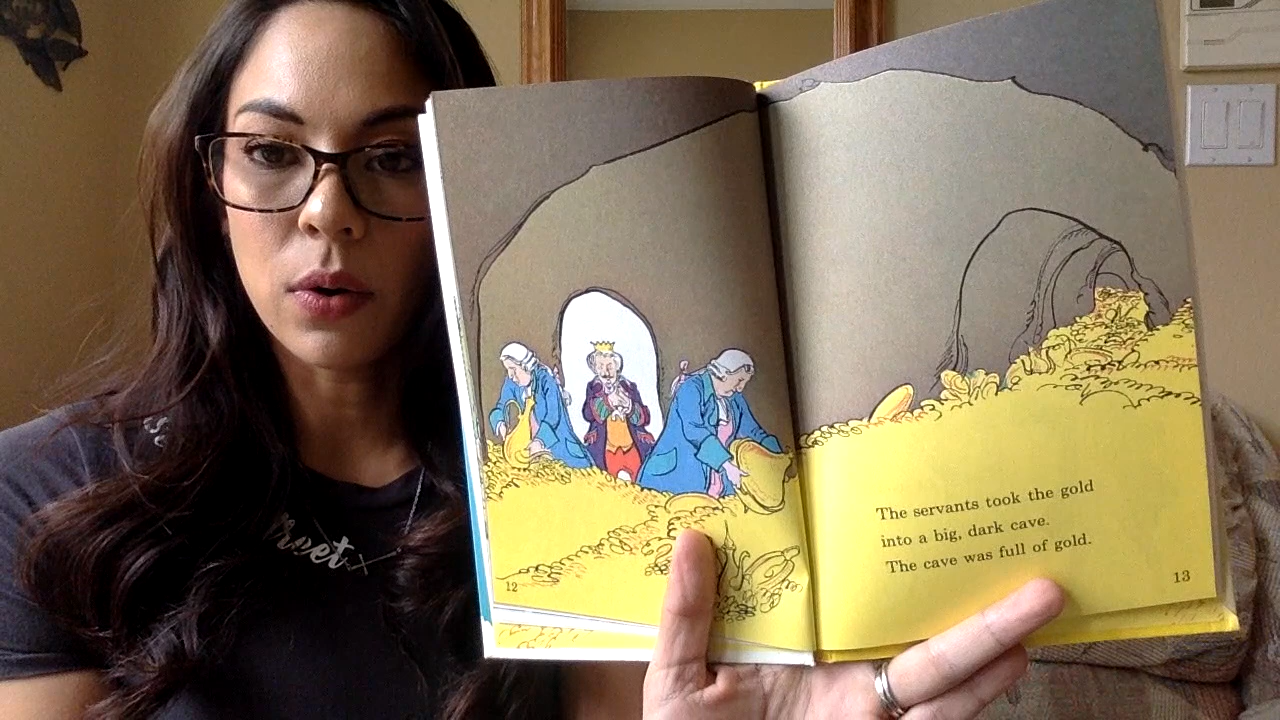 12
The servants took the gold
into a big, dark cave.
The cave was full of gold.
13